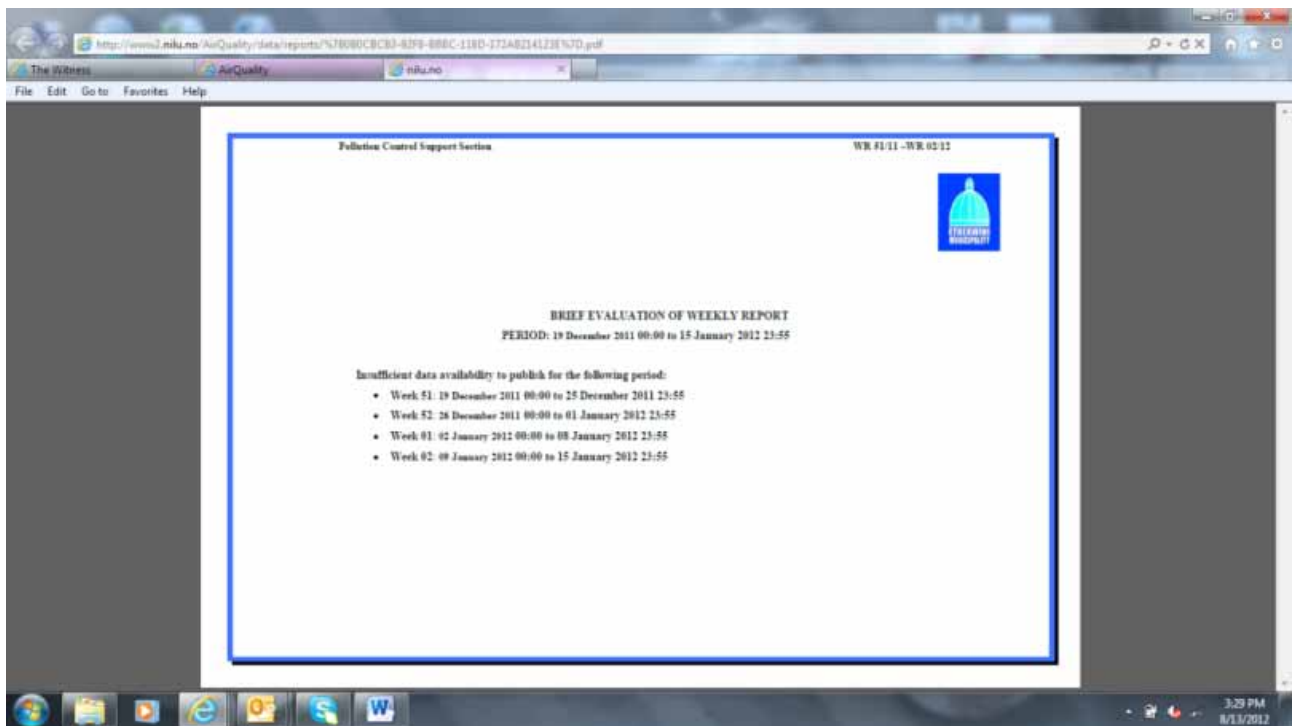 The Witness
AirQuality
nilu.no
File Edit Go to Favorites Help
Pollution Control Support Section WR 51/11 –WR 02/12
ETHEKWINI
MUNICIPALITY
BRIEF EVALUATION OF WEEKLY REPORT
PERIOD: 19 December 2011 00:00 to 15 January 2012 23:55
Insufficient data availability to publish for the following period:
• Week 51: 19 December 2011 00:00 to 25 December 2011 23:55
• Week 52: 26 December 2011 00:00 to 01 January 2012 23:55
• Week 01: 02 January 2012 00:00 to 08 January 2012 23:55
• Week 02: 09 January 2012 00:00 to 15 January 2012 23:55
3:29 PM
8/13/2012